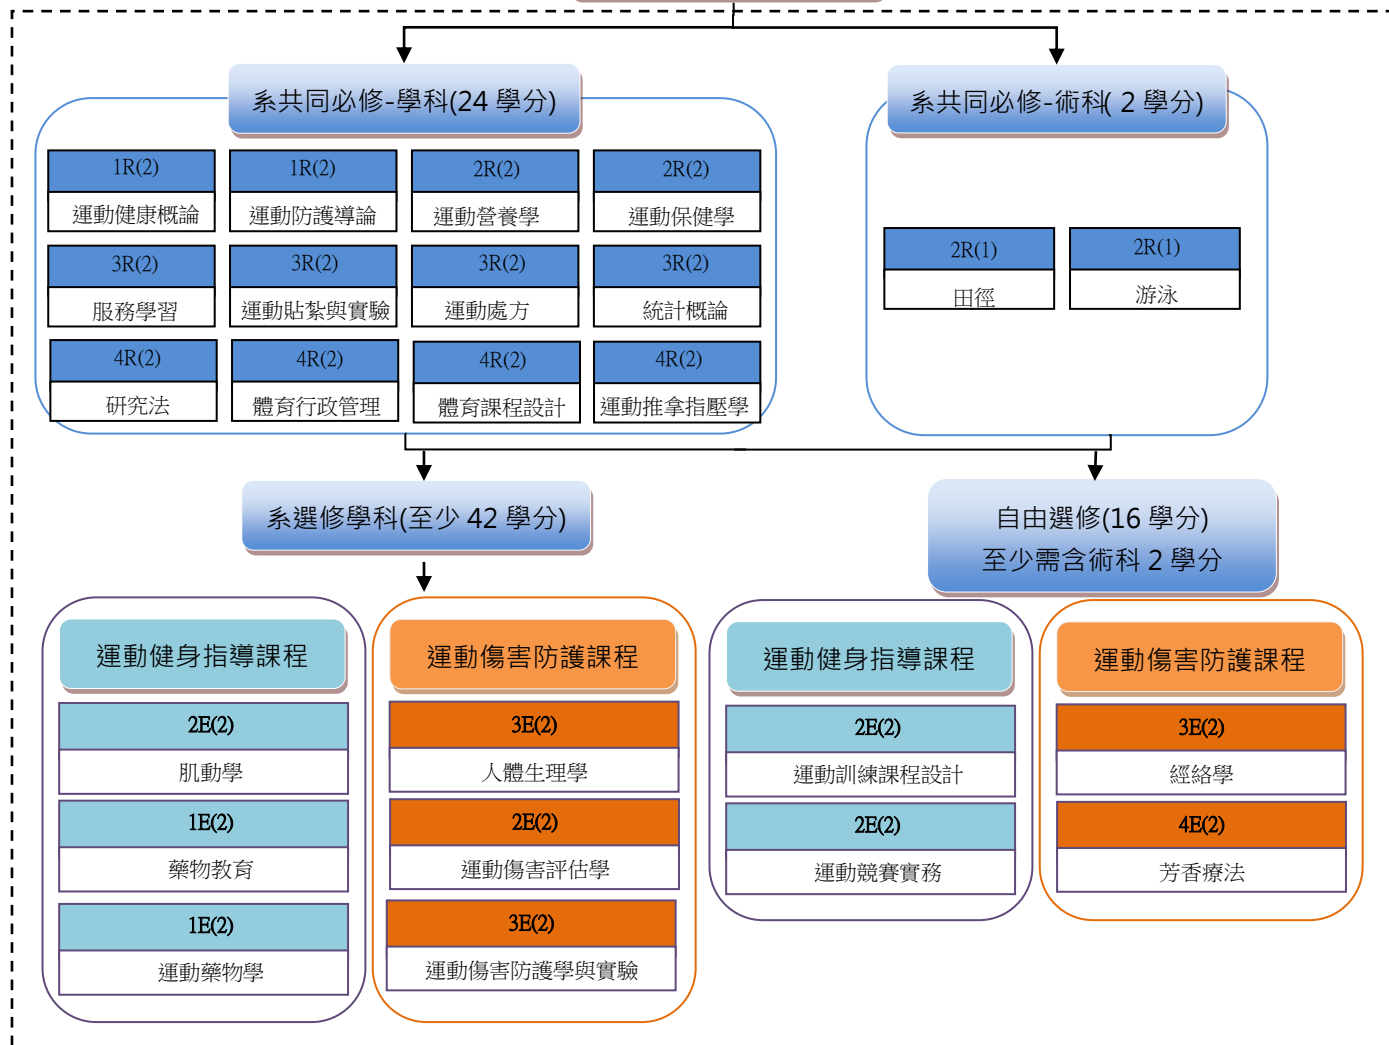 系共同必修-學科(24 學分)
系共同必修-術科( 2 學分)
1R(2)
運動健康概論
1R(2)
運動防護導論
2R(2)
運動營養學
2R(2)
運動保健學
3R(2)
服務學習
3R(2)
運動貼紮與實驗
3R(2)
運動處方
3R(2)
統計概論
4R(2)
研究法
4R(2)
體育行政管理
4R(2)
體育課程設計
4R(2)
運動推拿指壓學
2R(1)
田徑
2R(1)
游泳
系選修學科(至少 42 學分)
自由選修(16 學分)
至少需含術科 2 學分
運動健身指導課程
2E(2)
肌動學
1E(2)
藥物教育
1E(2)
運動藥物學
運動傷害防護課程
3E(2)
人體生理學
2E(2)
運動傷害評估學
3E(2)
運動傷害防護學與實驗
運動健身指導課程
2E(2)
運動訓練課程設計
2E(2)
運動競賽實務
運動傷害防護課程
3E(2)
經絡學
4E(2)
芳香療法